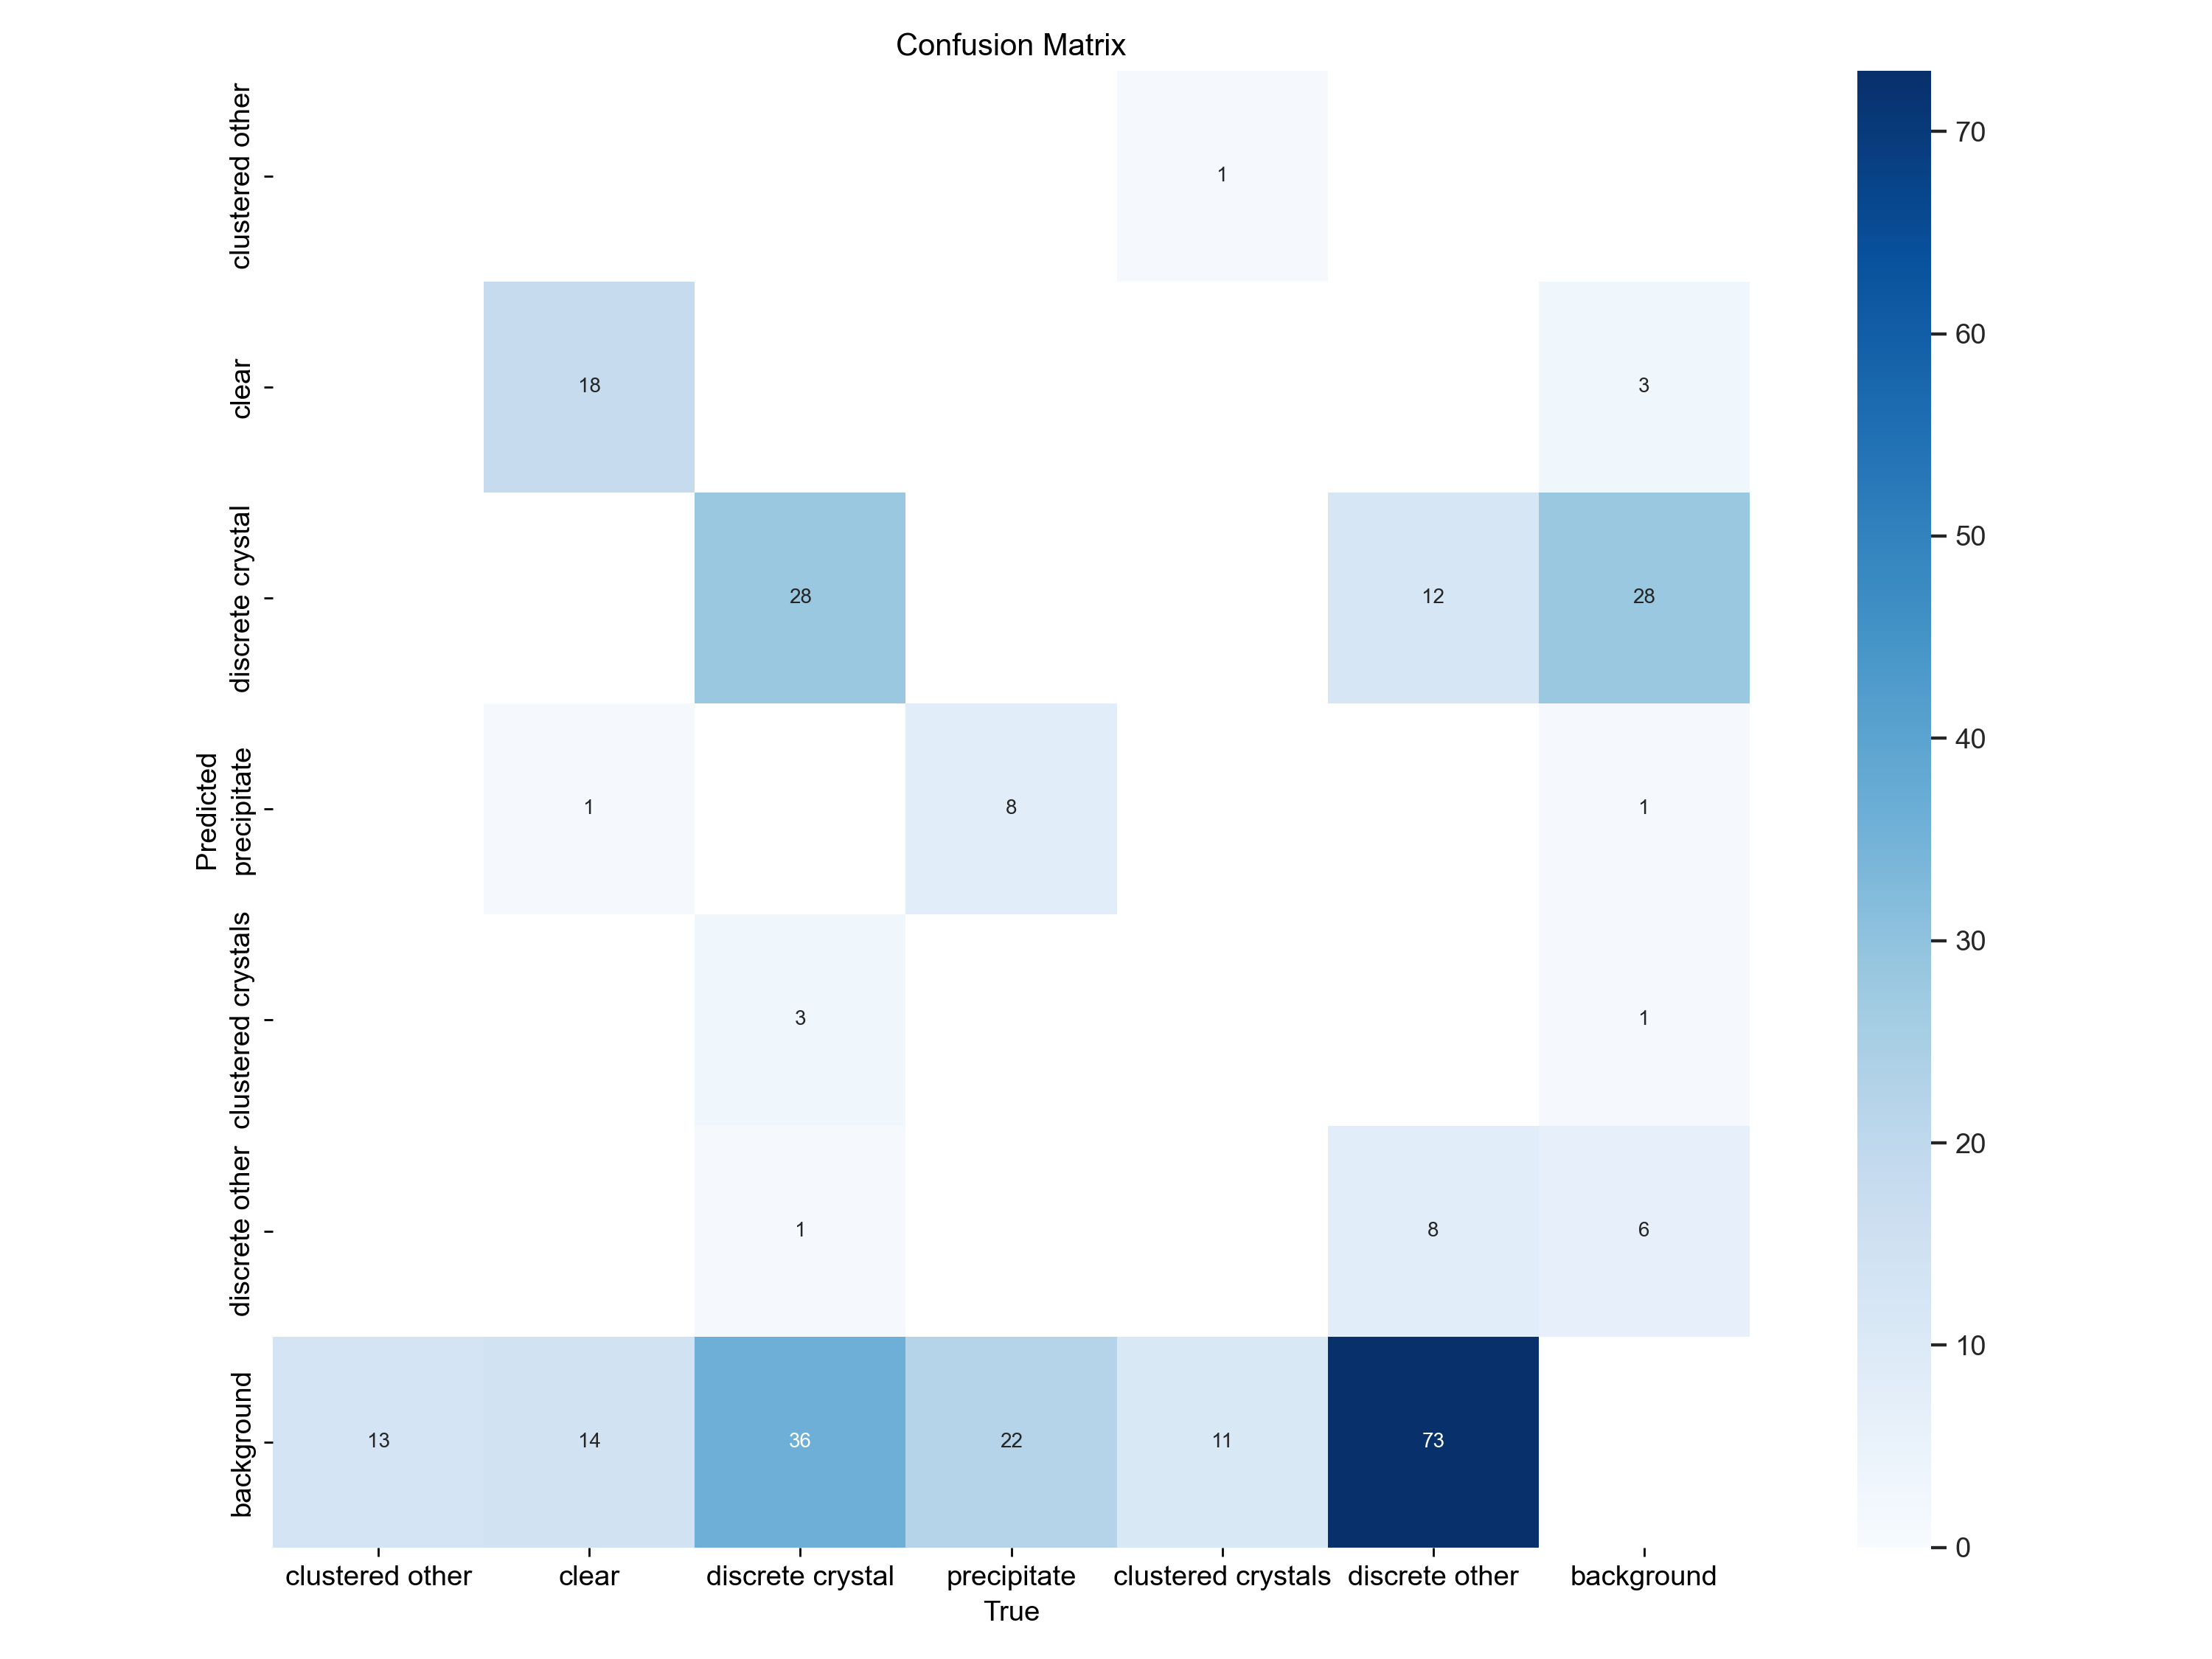 Confusion Matrix
clustered other
1
clear
18
3
discrete crystal
28
12
28
Predicted
precipitate
1
8
1
clustered crystals
3
1
discrete other
1
8
6
background
13
14
36
22
11
73
clustered other
clear
discrete crystal
precipitate
clustered crystals
discrete other
background
True
70
60
50
40
30
20
10
0